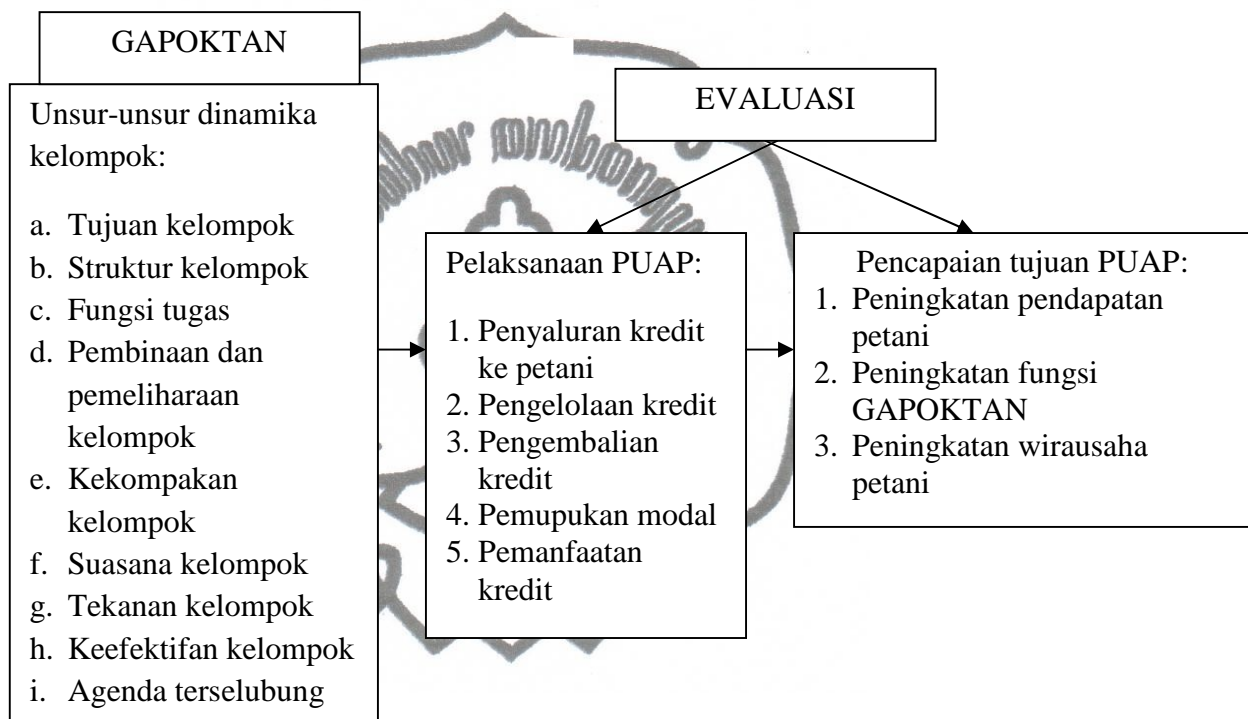 GAPOKTAN
Unsur-unsur dinamika
kelompok:
a. Tujuan kelompok
b. Struktur kelompok
c. Fungsi tugas
d. Pembinaan dan
pemeliharaan
kelompok
e. Kekompakan
kelompok
f. Suasana kelompok
g. Tekanan kelompok
h. Keefektifan kelompok
i. Agenda terselubung
EVALUASI
Pelaksanaan PUAP:
1. Penyaluran kredit
ke petani
2. Pengelolaan kredit
3. Pengembalian
kredit
4. Pemupukan modal
5. Pemanfaatan
kredit
Pencapaian tujuan PUAP:
1. Peningkatan pendapatan
petani
2. Peningkatan fungsi
GAPOKTAN
3. Peningkatan wirausaha
petani